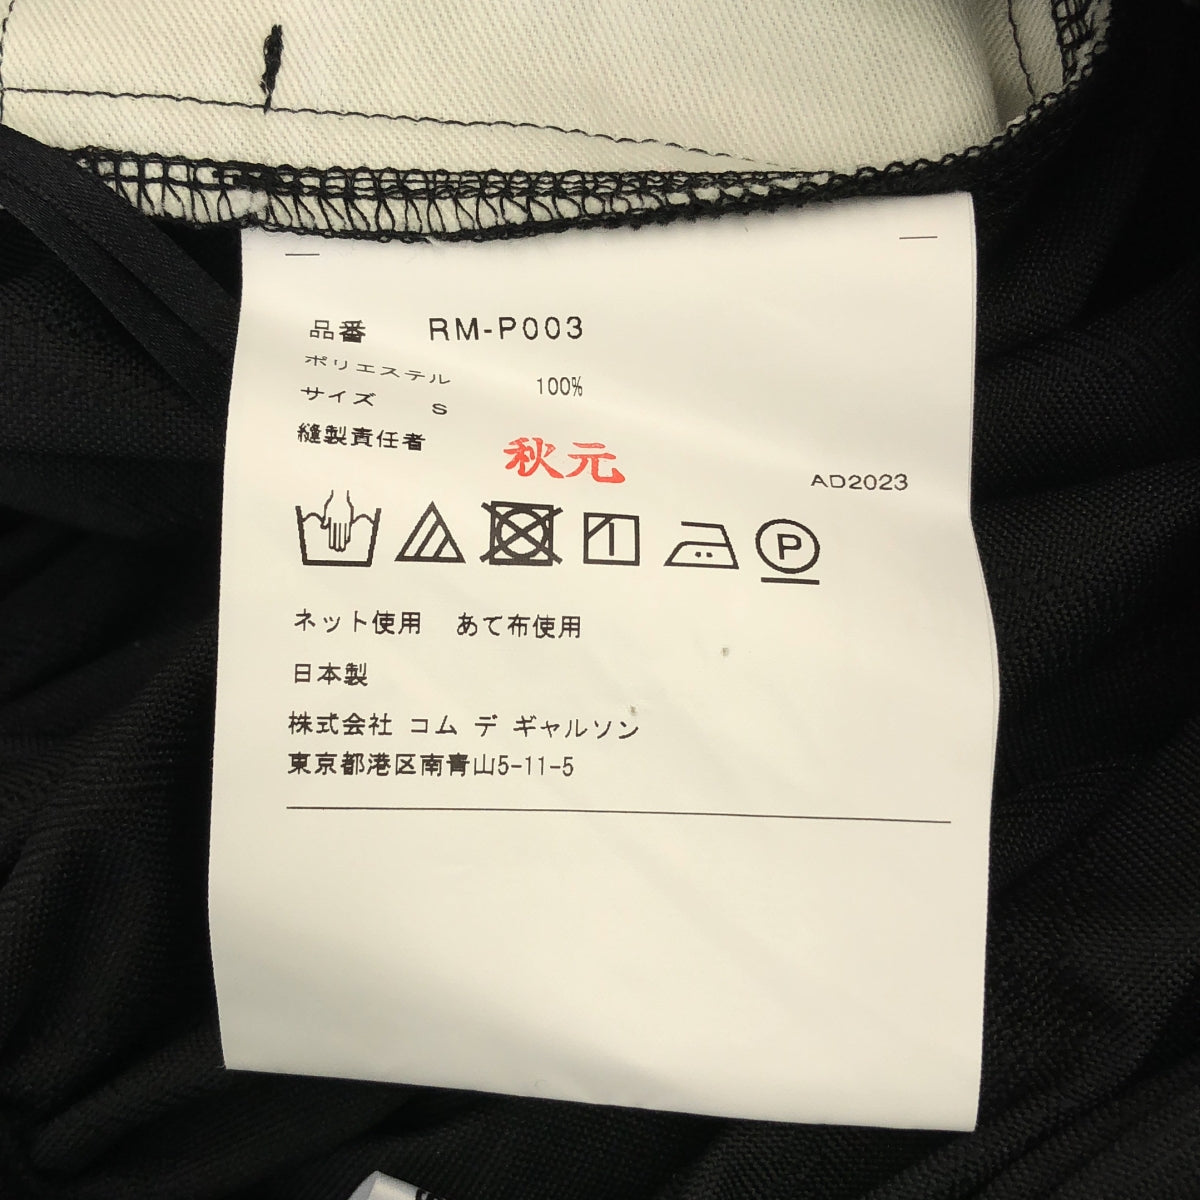 品番 RM-P003
ポリエステル 100%
サイズ S
縫製責任者 秋元
AD2023
P
ネット使用 あて布使用
日本製
株式会社 コム デ ギャルソン
東京都港区南青山5-11-5